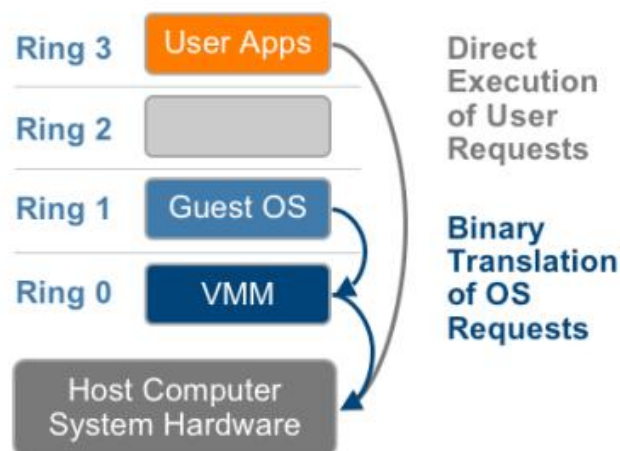 Ring 3
User Apps
Ring 2
Ring 1
Guest OS
Ring 0
VMM
Host Computer
System Hardware
Direct
Execution
of User
Requests
Binary
Translation
of OS
Requests